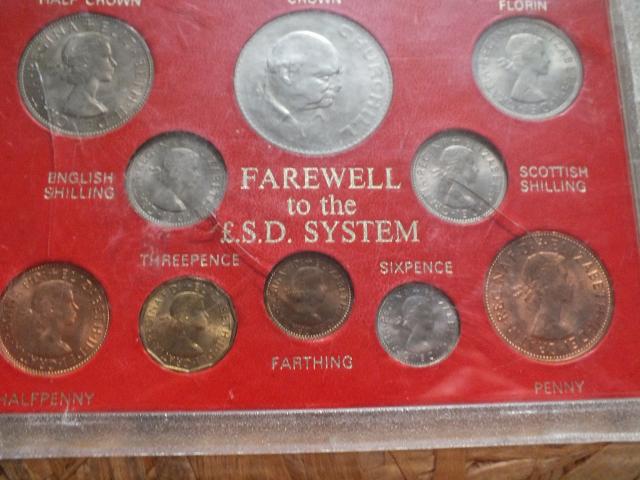 HALF CROWN
CROWN
FLORIN
CHURCHILL
ENGLISH
SHILLING
FAREWELL
to the
£.S.D. SYSTEM
SCOTTISH
SHILLING
THREEPENCE
SIXPENCE
FARTHING
HALFPENNY
PENNY